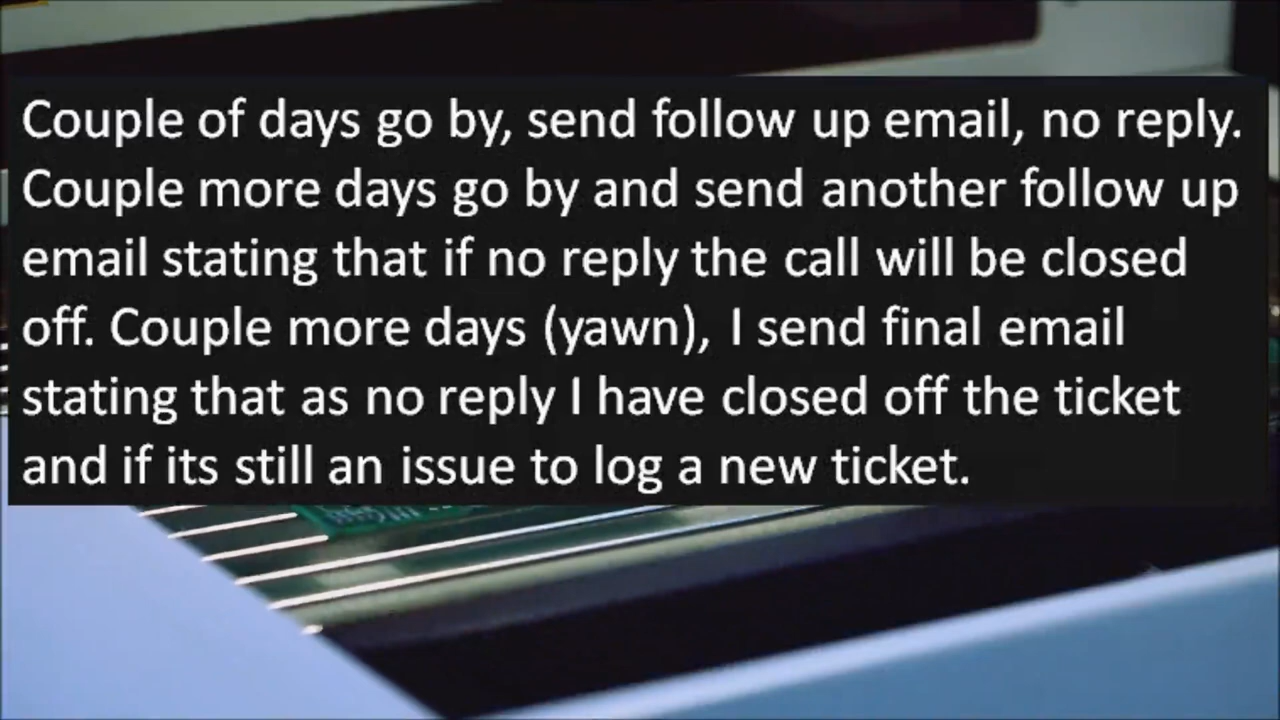 Couple of days go by, send follow up email, no reply.
Couple more days go by and send another follow up
email stating that if no reply the call will be closed
off. Couple more days (yawn), I send final email
stating that as no reply I have closed off the ticket
and if its still an issue to log a new ticket.